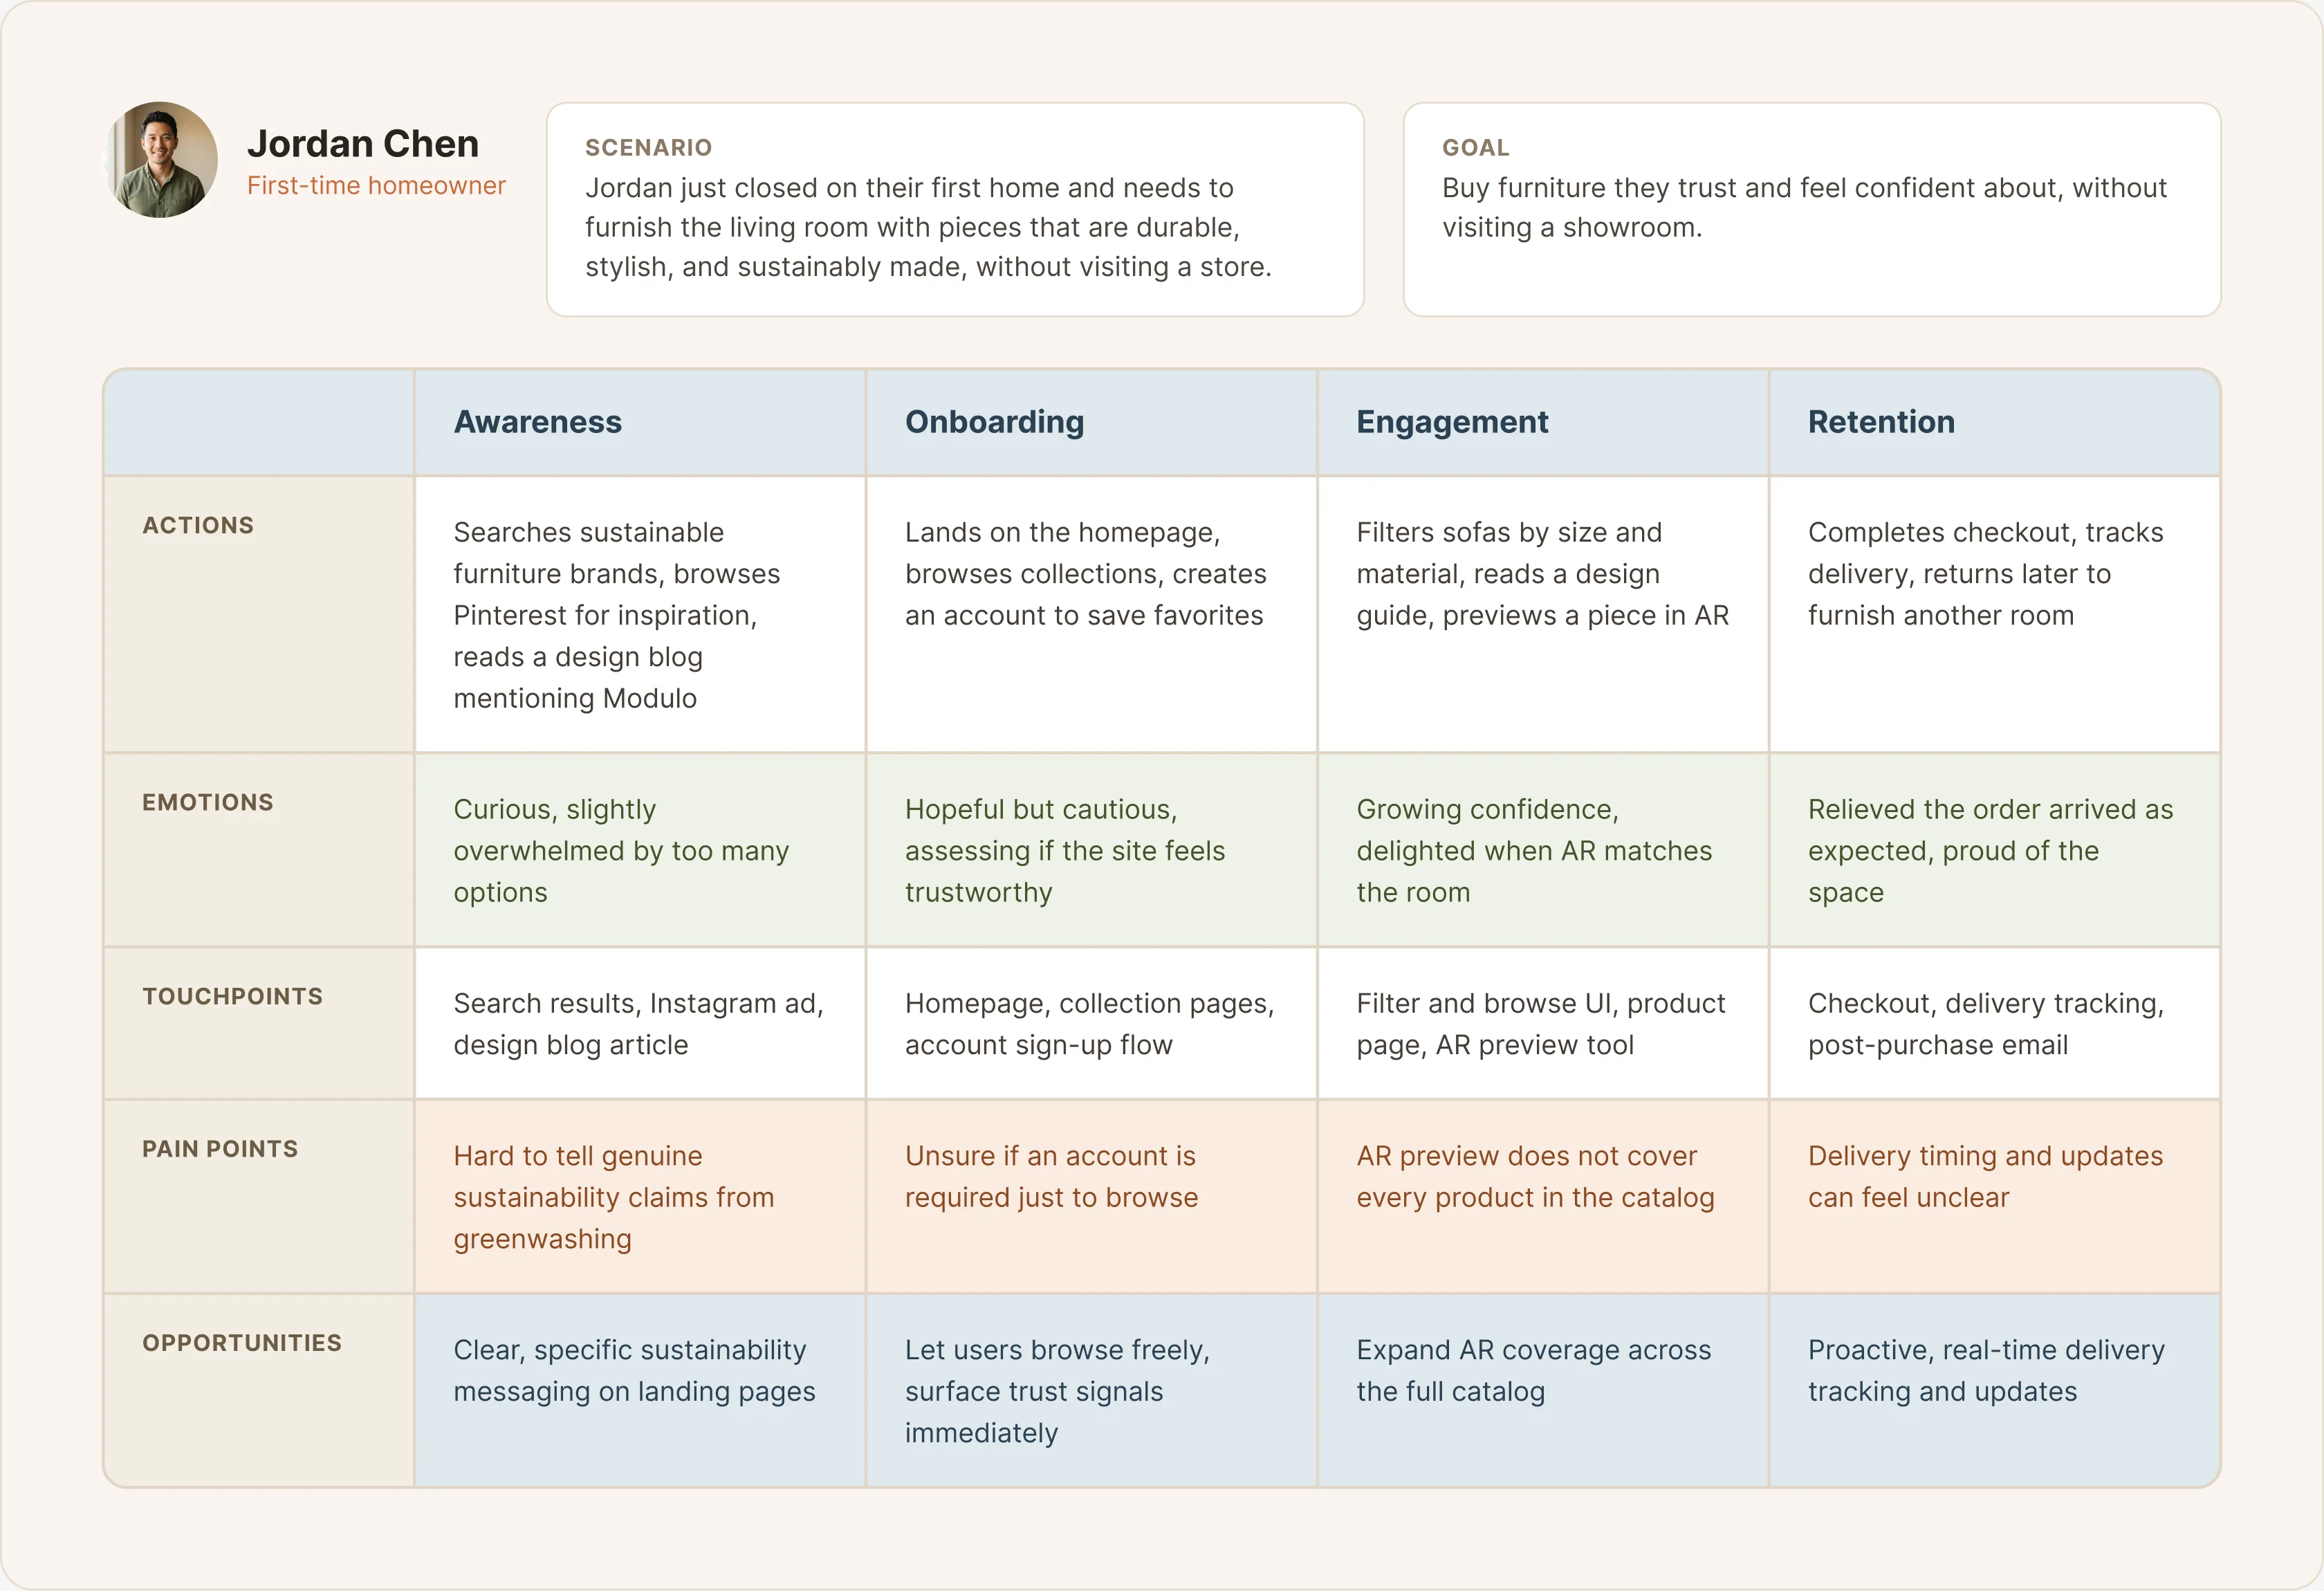 Jordan Chen
First-time homeowner
SCENARIO
Jordan just closed on their first home and needs to
furnish the living room with pieces that are durable,
stylish, and sustainably made, without visiting a store.
GOAL
Buy furniture they trust and feel confident about, without
visiting a showroom.
Awareness
Onboarding
Engagement
Retention
ACTIONS
Searches sustainable
furniture brands, browses
Pinterest for inspiration,
reads a design blog
mentioning Modulo
Lands on the homepage,
browses collections, creates
an account to save favorites
Filters sofas by size and
material, reads a design
guide, previews a piece in AR
Completes checkout, tracks
delivery, returns later to
furnish another room
EMOTIONS
Curious, slightly
overwhelmed by too many
options
Hopeful but cautious,
assessing if the site feels
trustworthy
Growing confidence,
delighted when AR matches
the room
Relieved the order arrived as
expected, proud of the
space
TOUCHPOINTS
Search results, Instagram ad,
design blog article
Homepage, collection pages,
account sign-up flow
Filter and browse UI, product
page, AR preview tool
Checkout, delivery tracking,
post-purchase email
PAIN POINTS
Hard to tell genuine
sustainability claims from
greenwashing
Unsure if an account is
required just to browse
AR preview does not cover
every product in the catalog
Delivery timing and updates
can feel unclear
OPPORTUNITIES
Clear, specific sustainability
messaging on landing pages
Let users browse freely,
surface trust signals
immediately
Expand AR coverage across
the full catalog
Proactive, real-time delivery
tracking and updates